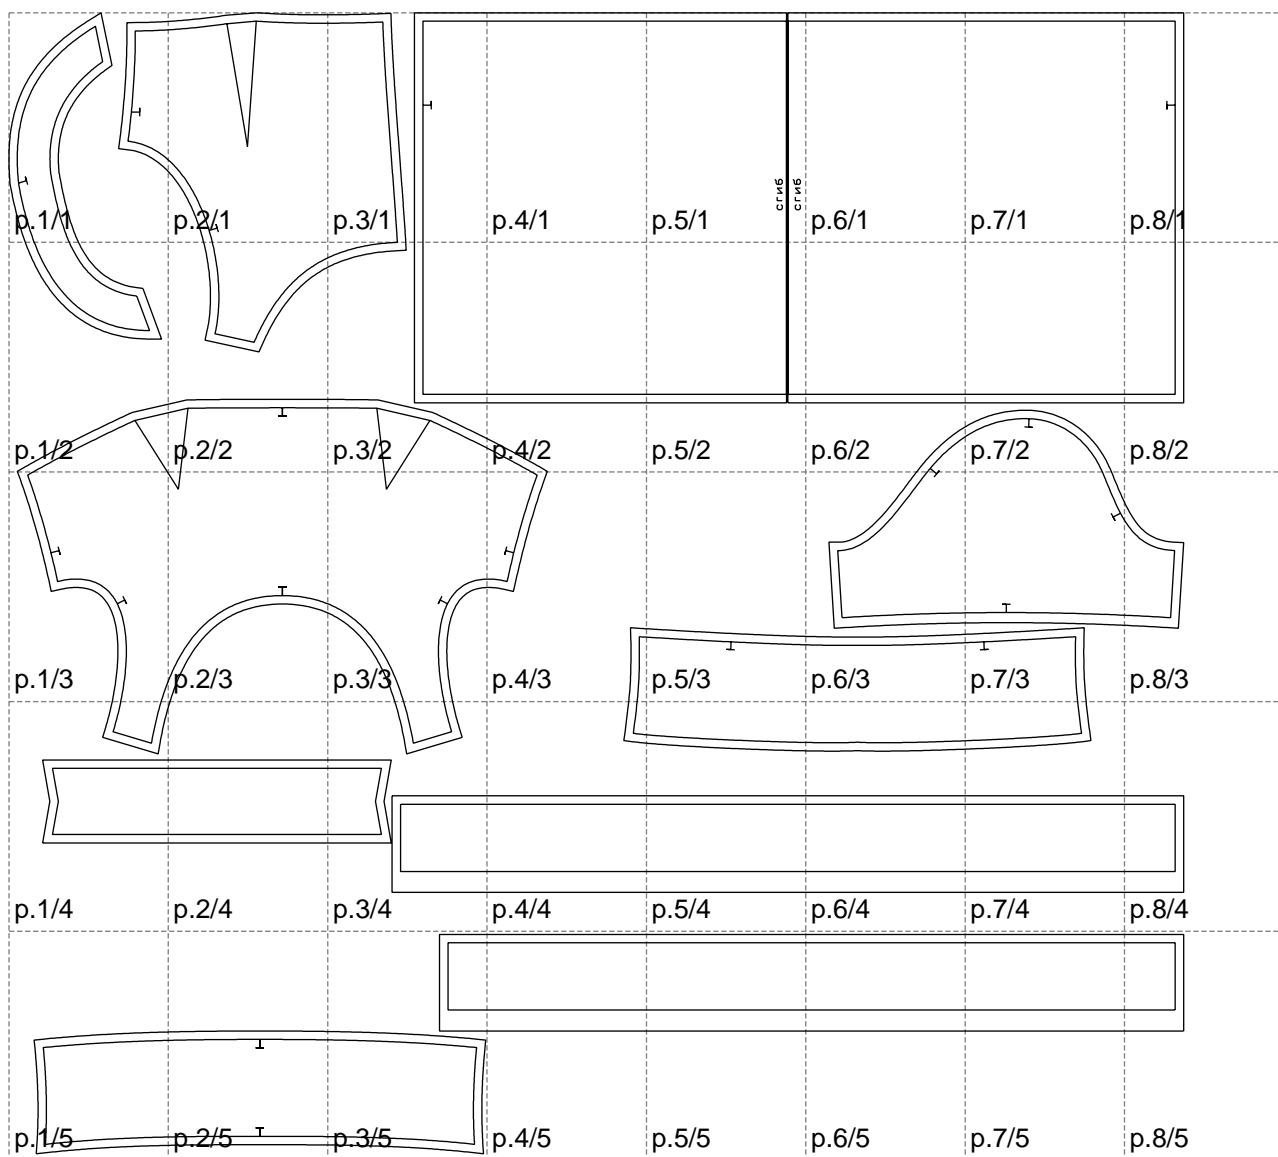 сгиб
сгиб
p.1/1 p.2/1 p.3/1 p.4/1 p.5/1 p.6/1 p.7/1 p.8/1
p.1/2 p.2/2 p.3/2 p.4/2 p.5/2 p.6/2 p.7/2 p.8/2
p.1/3 p.2/3 p.3/3 p.4/3 p.5/3 p.6/3 p.7/3 p.8/3
p.1/4 p.2/4 p.3/4 p.4/4 p.5/4 p.6/4 p.7/4 p.8/4
p.1/5 p.2/5 p.3/5 p.4/5 p.5/5 p.6/5 p.7/5 p.8/5